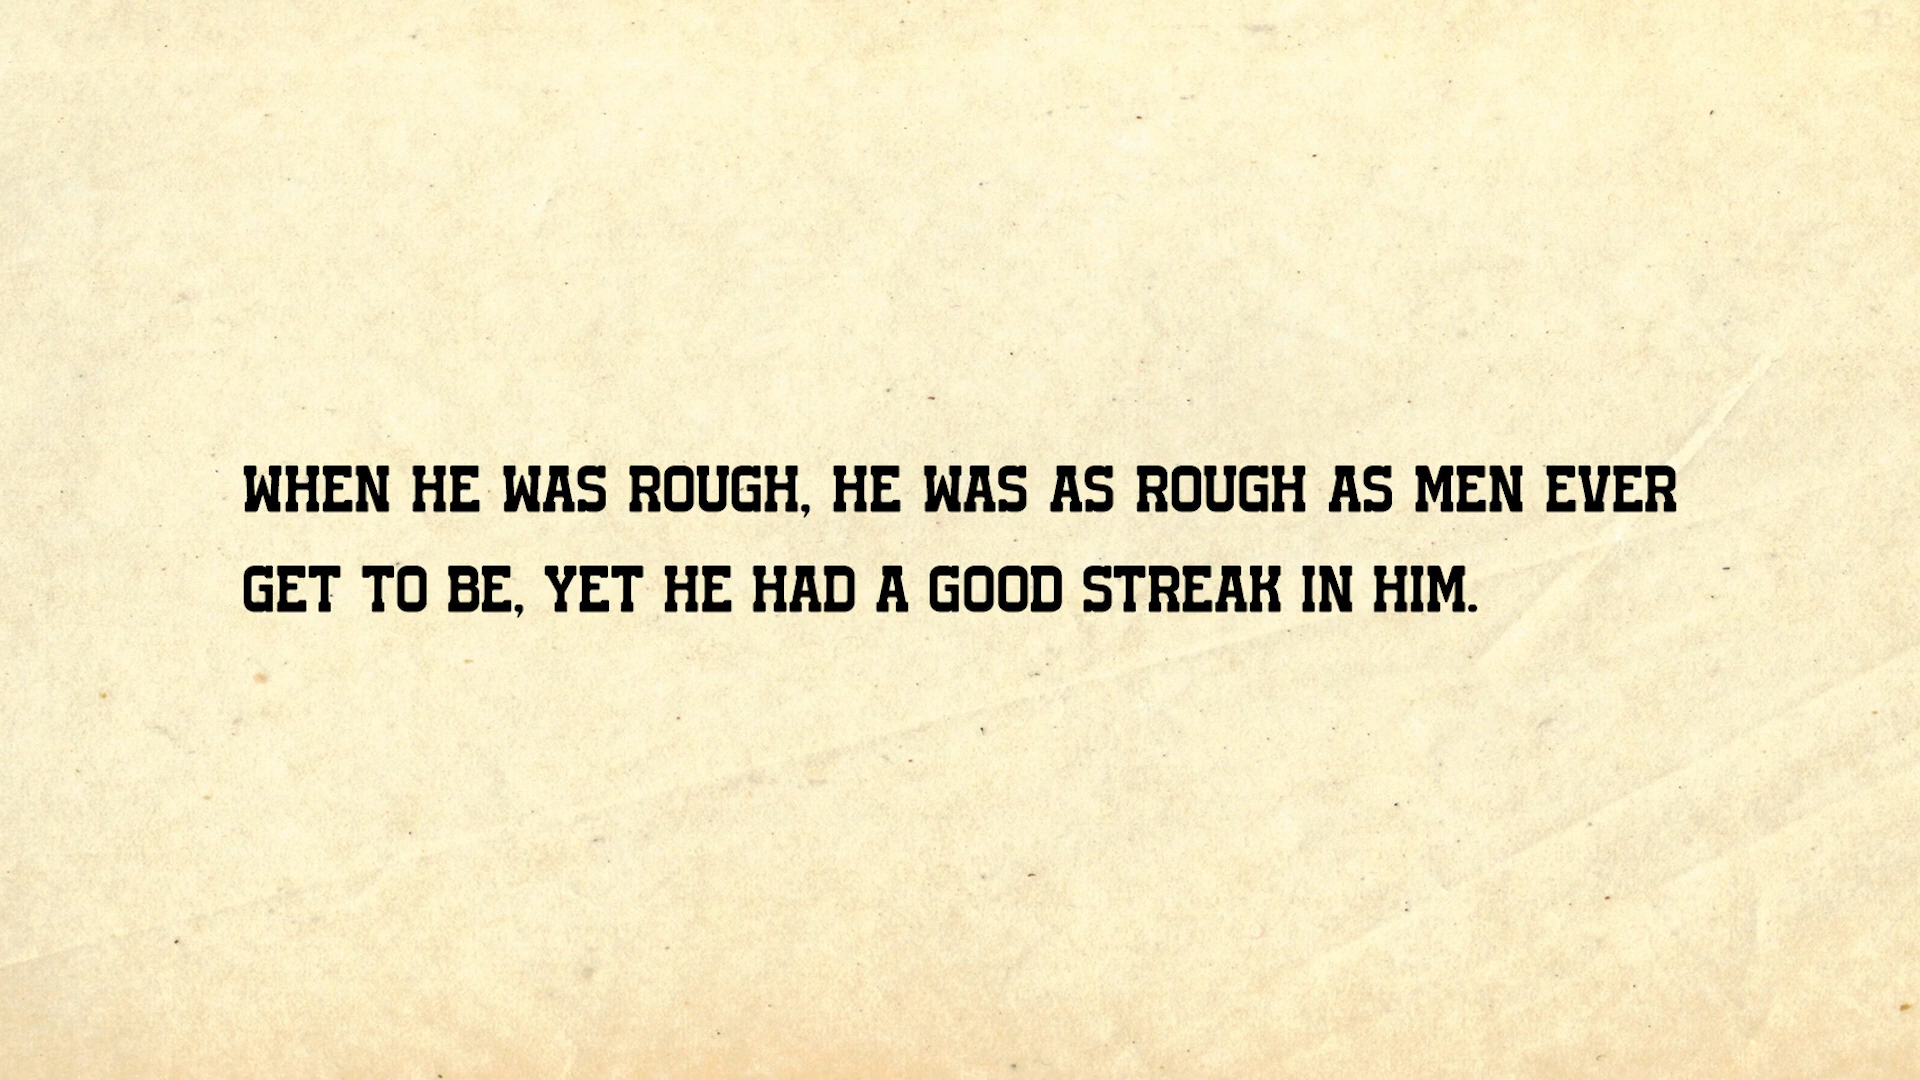 WHEN HE WAS ROUGH, HE WAS AS ROUGH AS MEN EVER
GET TO BE, YET HE HAD A GOOD STREAK IN HIM.